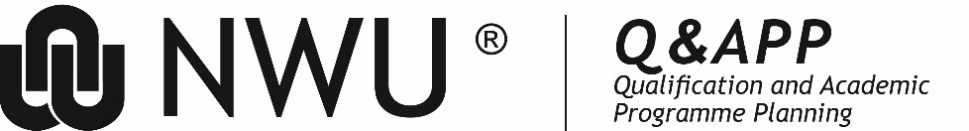 NWU ®
Q&APP
Qualification and Academic
Programme Planning